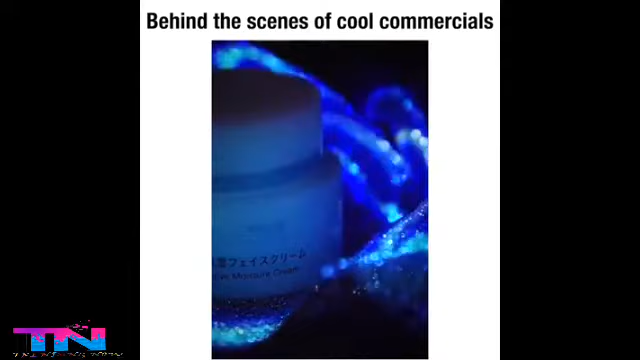 Behind the scenes of cool commercials
フェイスクリーム
Moisture Cream
TN